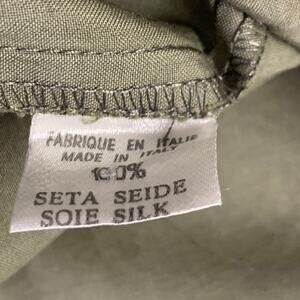 FABRIQUE EN ITALIE
MADE IN ITALY
100%
SETA SEIDE
SOIE SILK